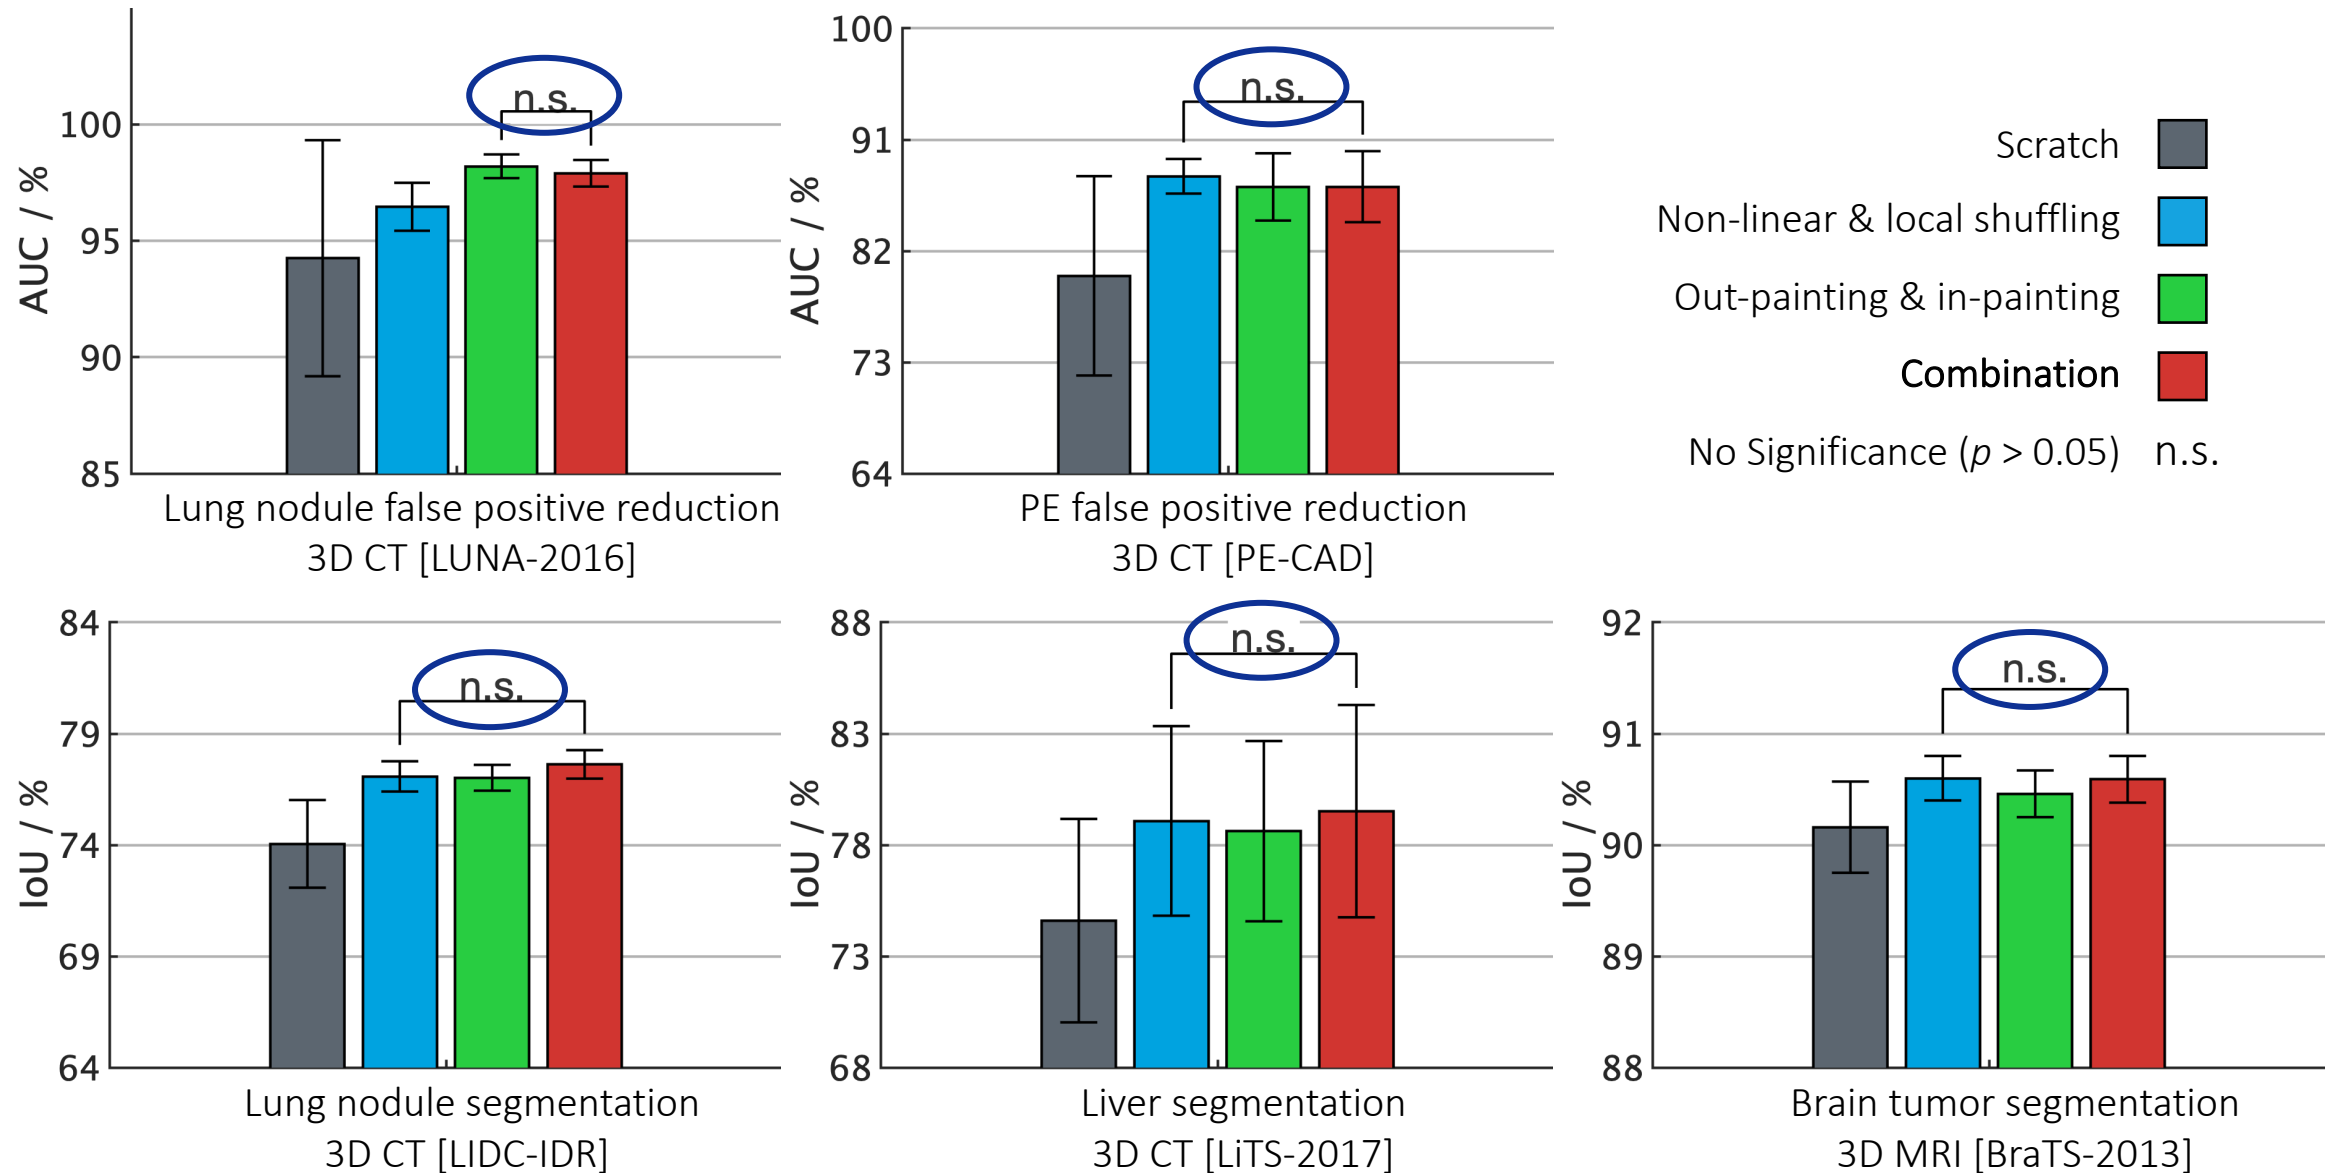 n.s.
100
95
90
85
AUC / %
Lung nodule false positive reduction
3D CT [LUNA-2016]
n.s.
100
91
82
73
64
AUC / %
PE false positive reduction
3D CT [PE-CAD]
Scratch
Non-linear & local shuffling
Out-painting & in-painting
Combination
No Significance (p > 0.05) n.s.
n.s.
84
79
74
69
64
IoU / %
Lung nodule segmentation
3D CT [LIDC-IDR]
n.s.
88
83
78
73
68
IoU / %
Liver segmentation
3D CT [LiTS-2017]
n.s.
92
91
90
89
88
IoU / %
Brain tumor segmentation
3D MRI [BraTS-2013]